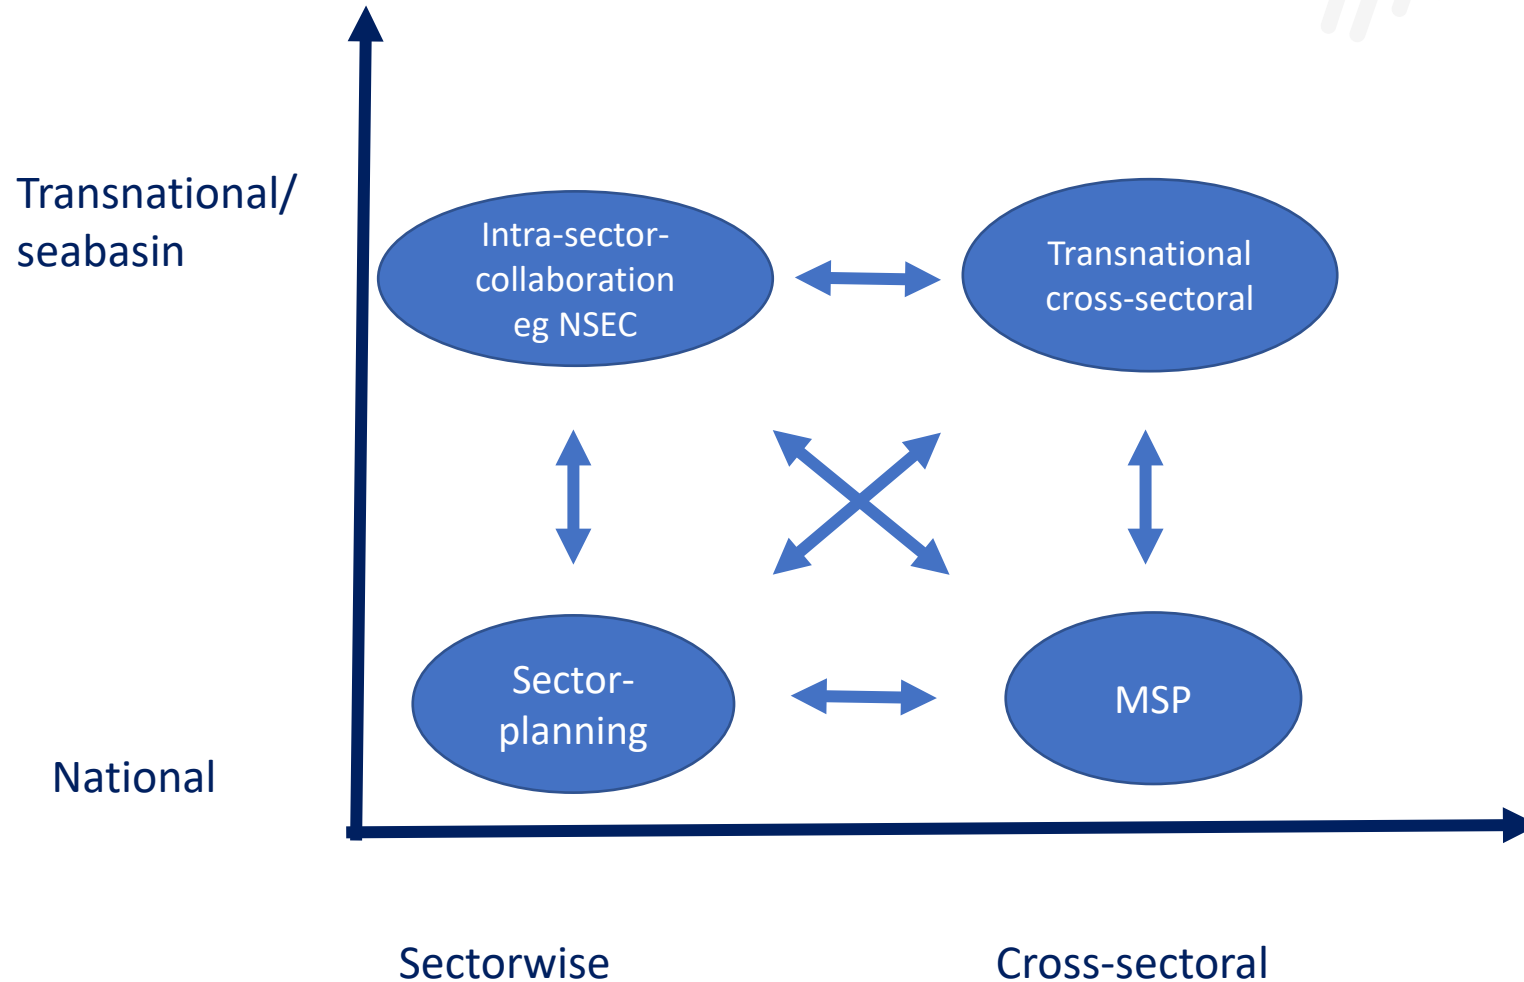 Transnational/
seabasin
Intra-sector-
collaboration
eg NSEC
Transnational
cross-sectoral
Sector-
planning
MSP
National
Sectorwise
Cross-sectoral